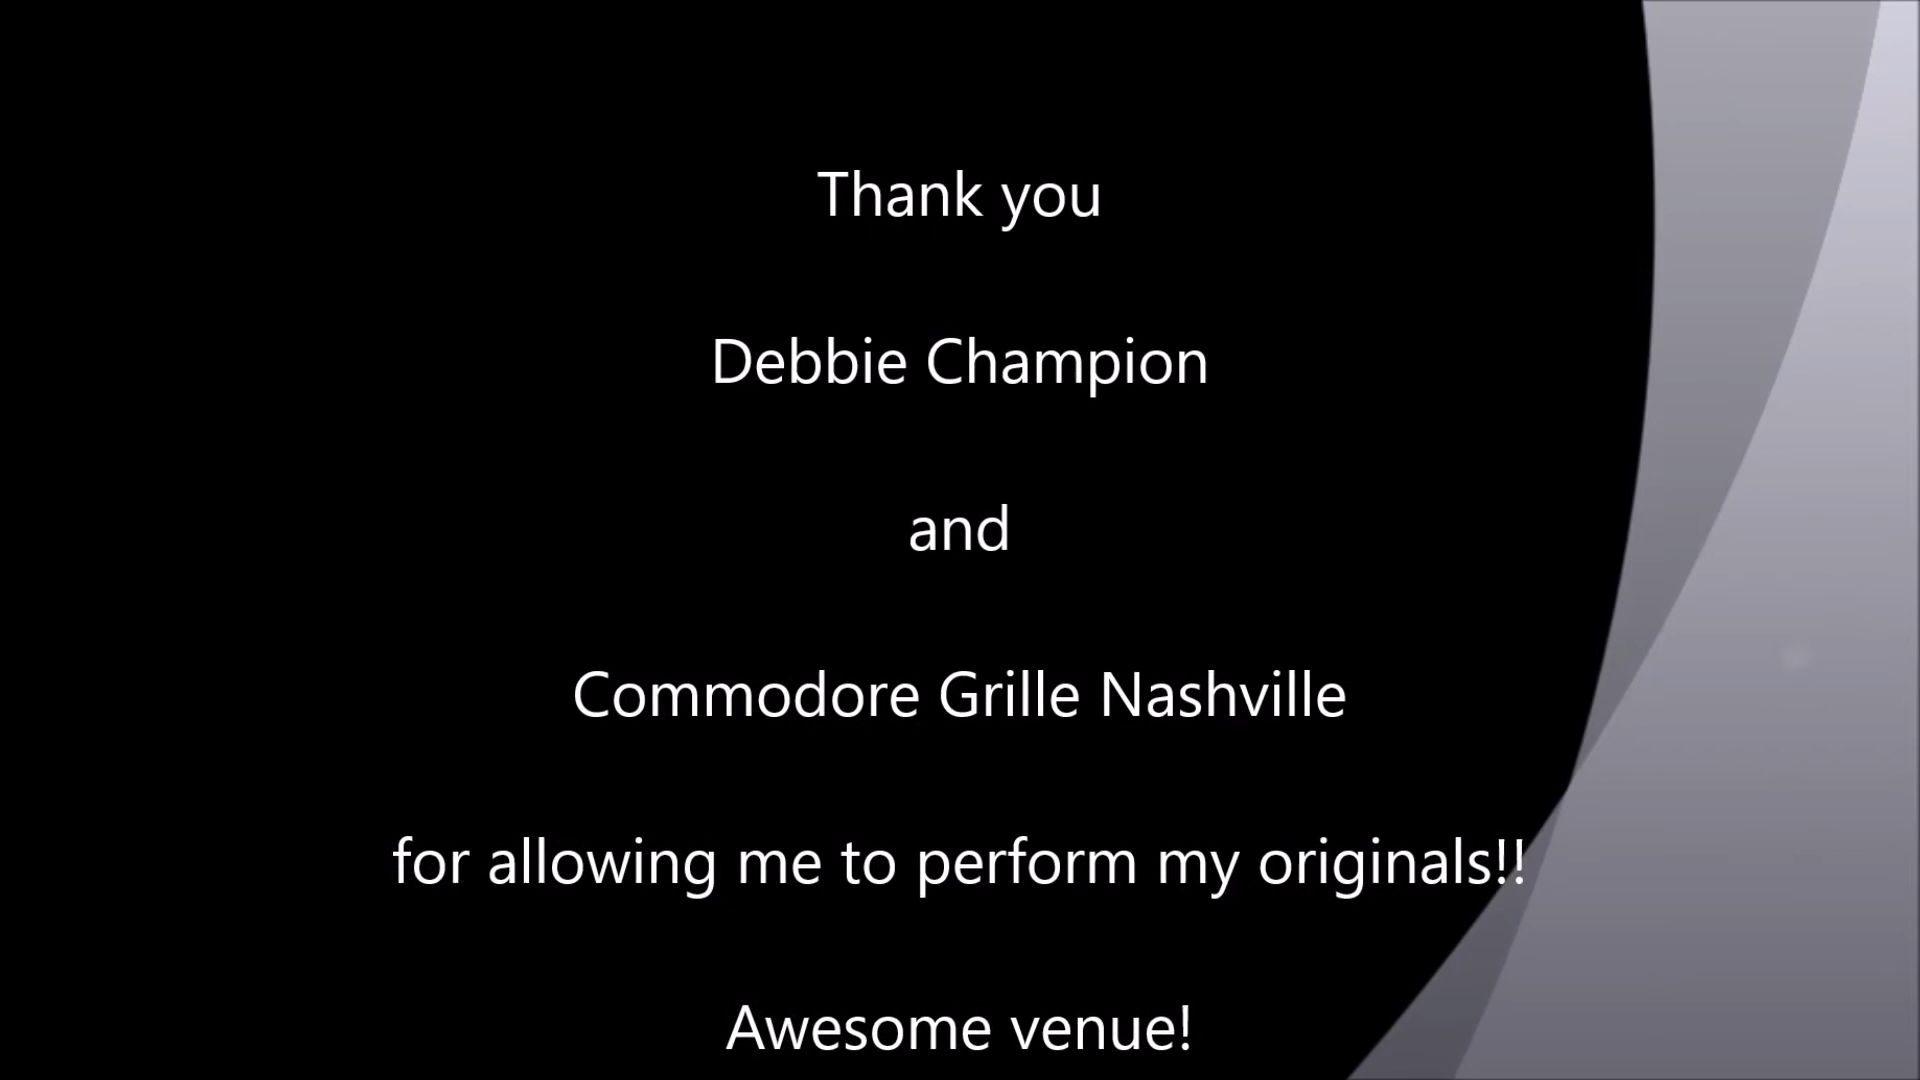 Thank you
Debbie Champion
and
Commodore Grille Nashville
for allowing me to perform my originals!!
Awesome venue!